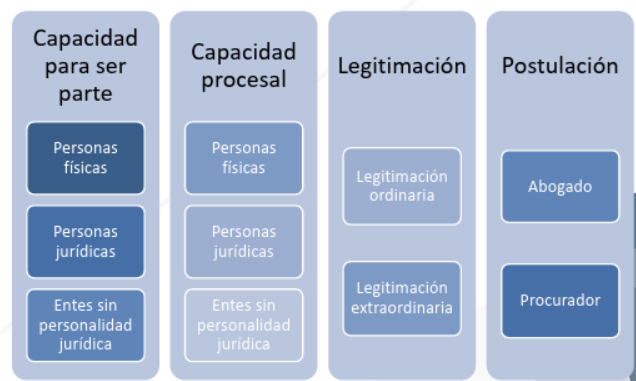 Capacidad
para ser
parte
Personas
físicas
Personas
jurídicas
Entes sin
personalidad
jurídica
Capacidad
procesal
Personas
físicas
Personas
jurídicas
Entes sin
personalidad
jurídica
Legitimación
Legitimación
ordinaria
Legitimación
extraordinaria
Postulación
Abogado
Procurador